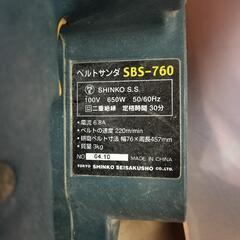 ベルトサンダ SBS-760
SHINKO S.S.
100V 650W 50/60Hz
二重絶縁 定格時間 30分
・電流 6.8A
・ベルトの速度 220m/min
・研磨ベルト寸法 幅76×周長457mm
・質量 3kg
NO. 04.10 MADE IN CHINA
TOKYO SHINKO SEISAKUSHO CO.,LTD.